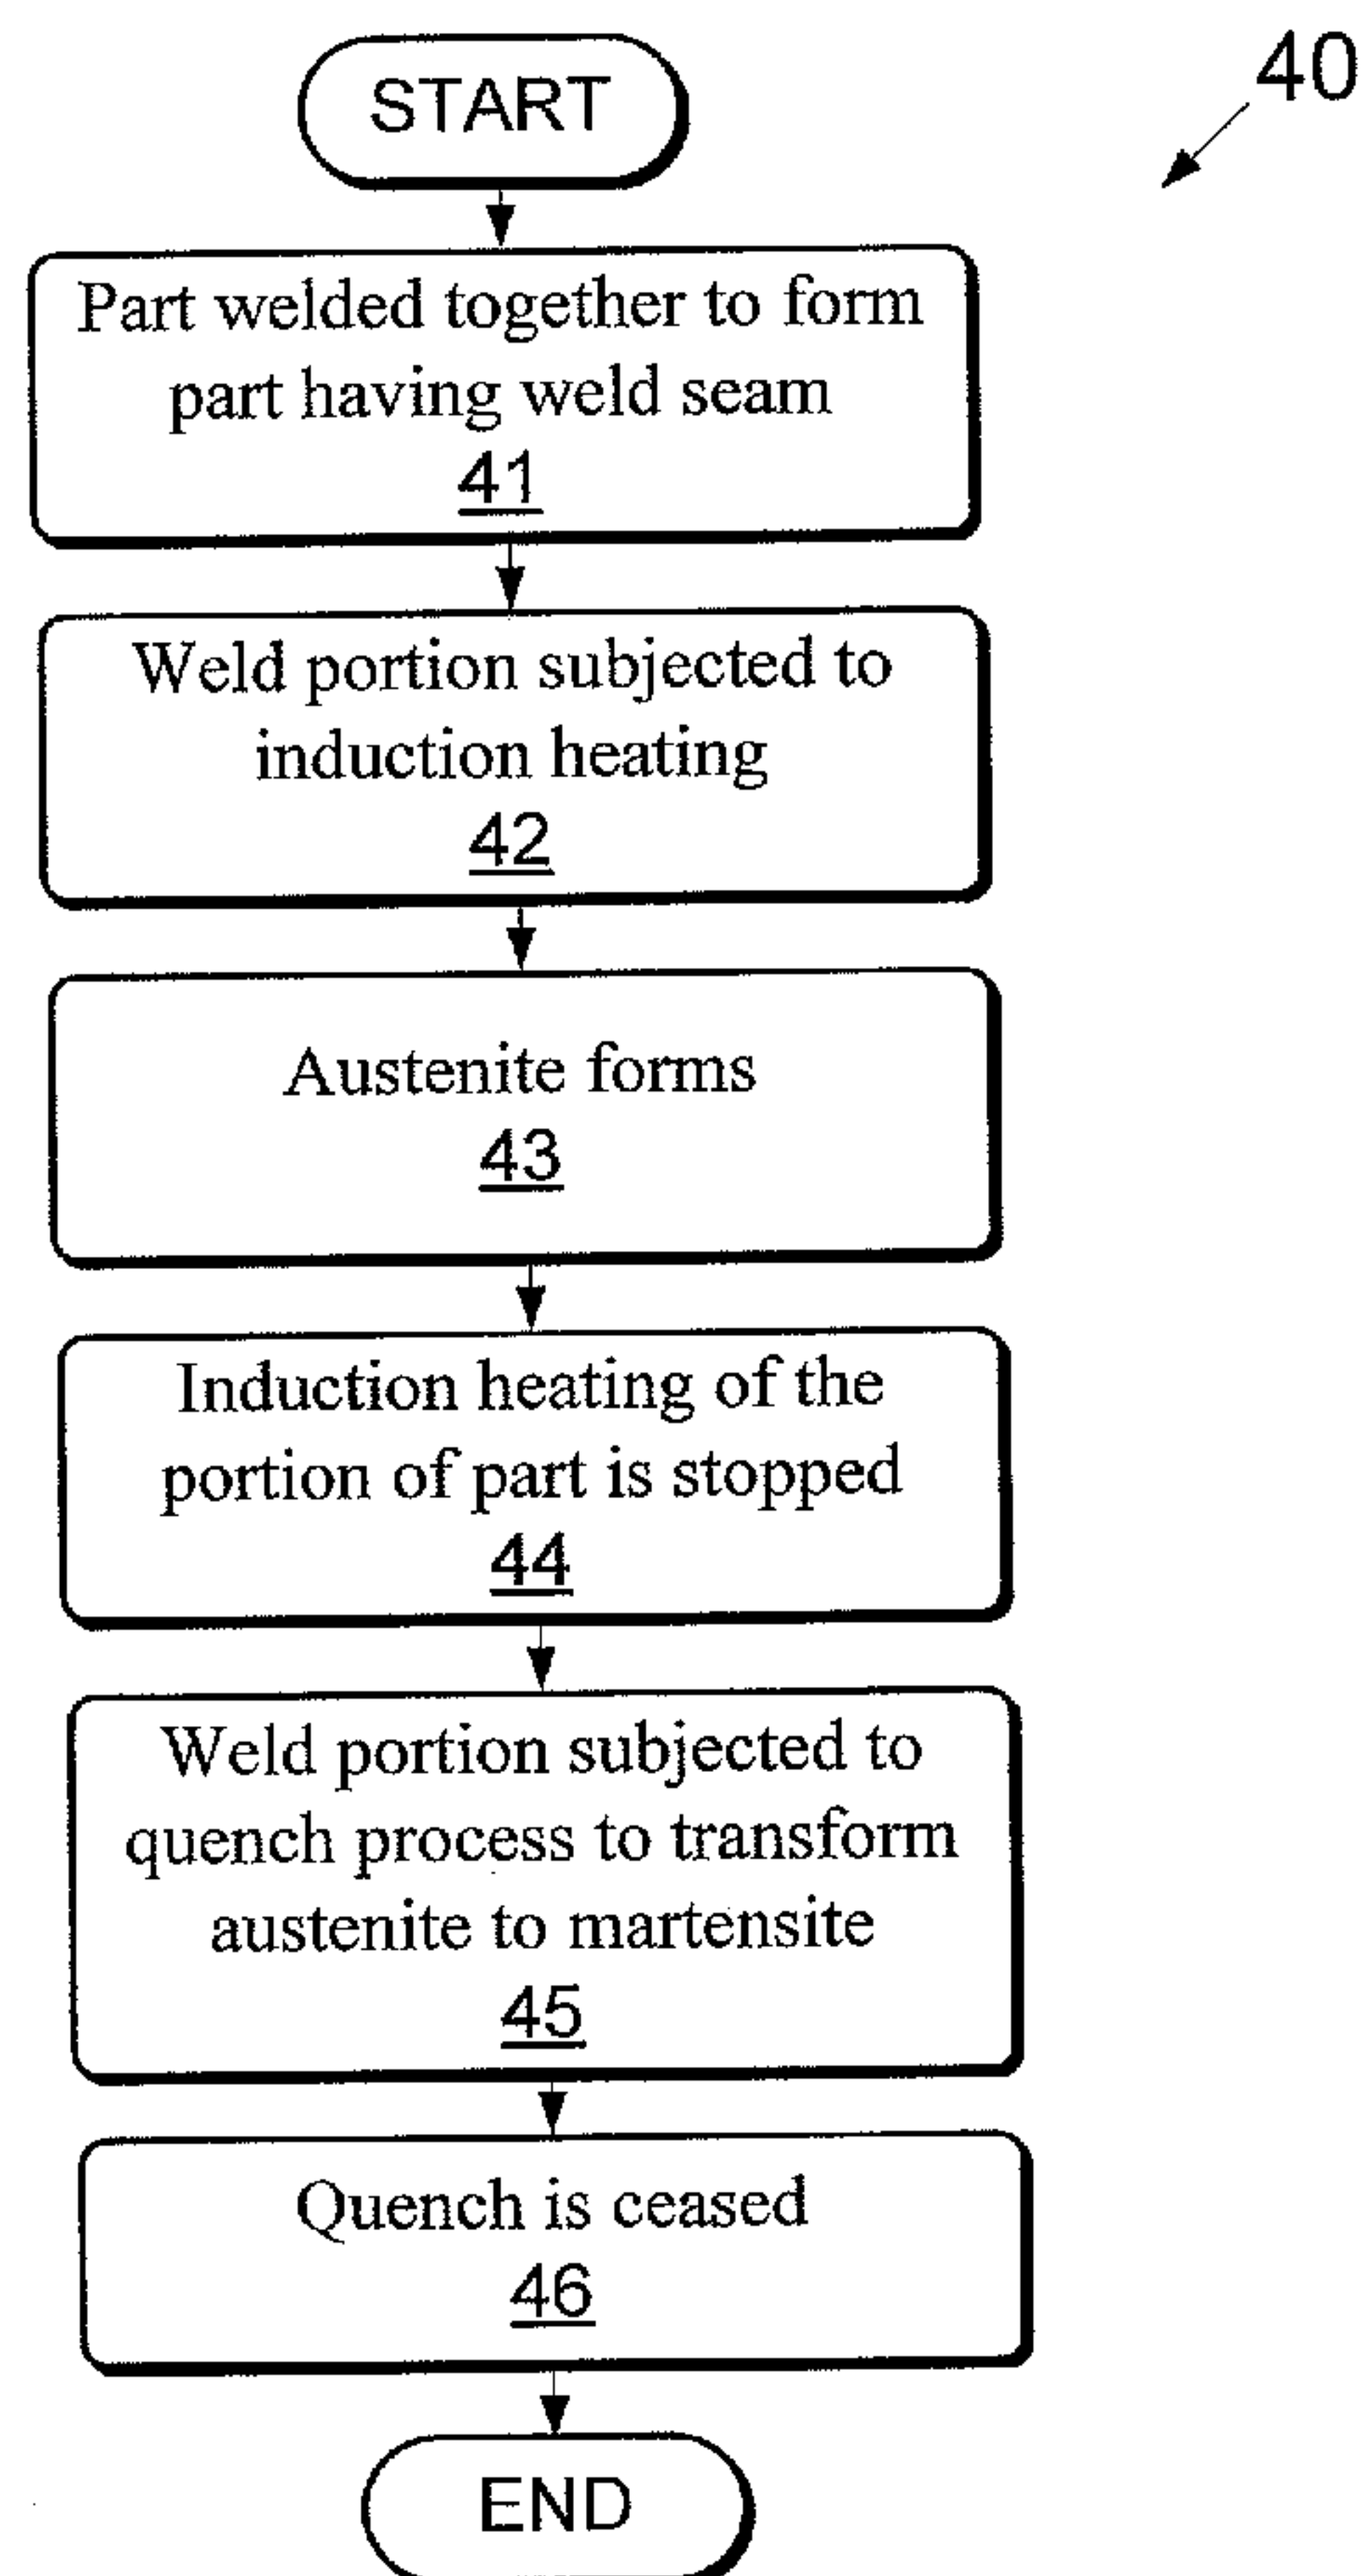 START
40
Part welded together to form
part having weld seam
41
Weld portion subjected to
induction heating
42
Austenite forms
43
Induction heating of the
portion of part is stopped
44
Weld portion subjected to
quench process to transform
austenite to martensite
45
Quench is ceased
46
END